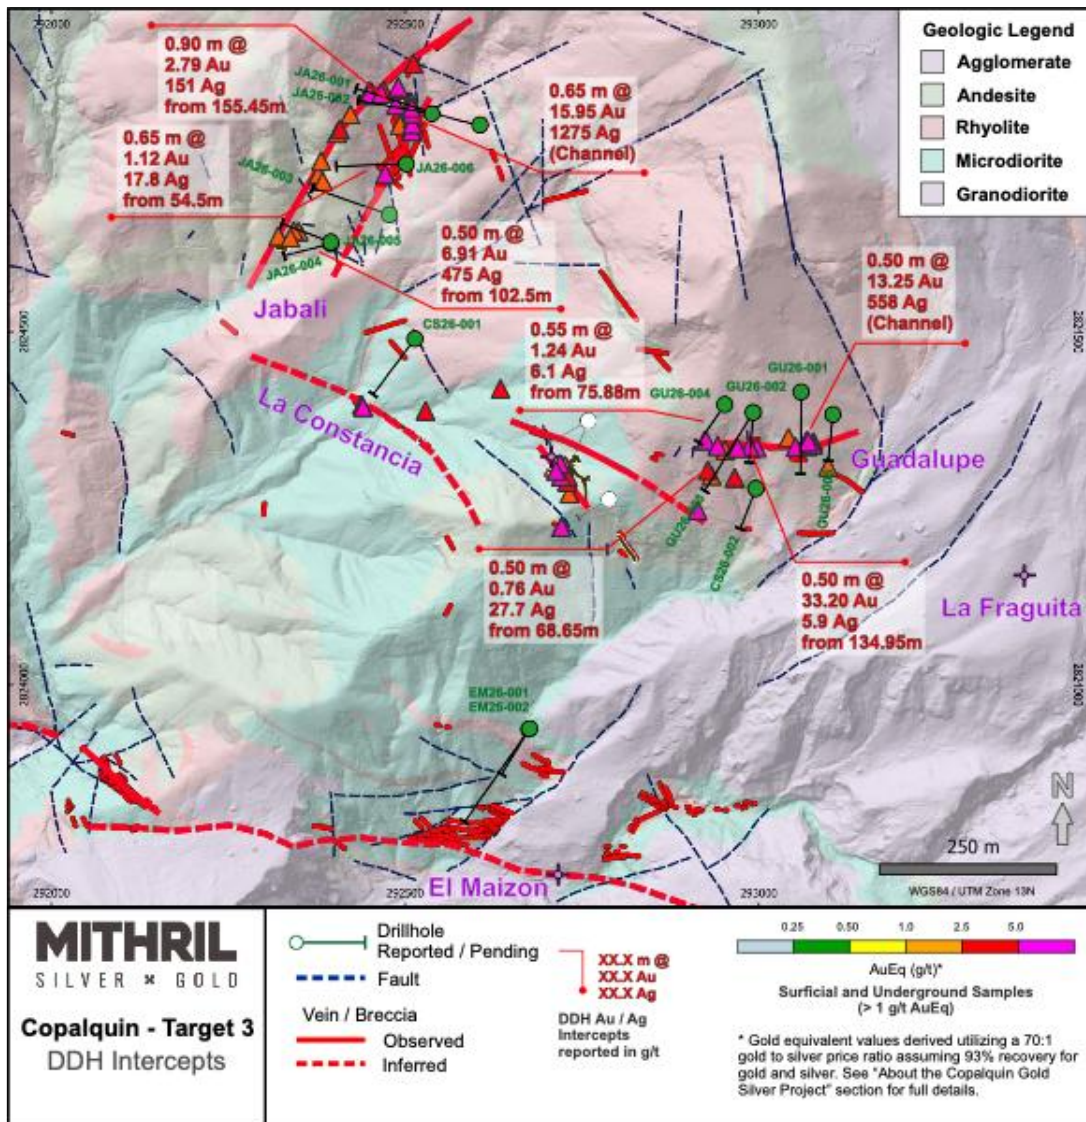 292000
292500
293000
Geologic Legend
Agglomerate
Andesite
Rhyolite
Microdiorite
Granodiorite
0.90 m @
2.79 Au
151 Ag
from 155.45m
JA26-001
JA26-002
0.65 m @
15.95 Au
1275 Ag
(Channel)
0.65 m @
1.12 Au
17.8 Ag
from 54.5m
JA26-003
JA26-006
JA26-005
JA26-004
0.50 m @
6.91 Au
475 Ag
from 102.5m
0.50 m @
13.25 Au
558 Ag
(Channel)
Jabali
2824500
2821500
CS26-001
0.55 m @
1.24 Au
6.1 Ag
from 75.88m
GU26-001
GU26-002
GU26-004
La Constancia
Guadalupe
CS26-002
0.50 m @
0.76 Au
27.7 Ag
from 68.65m
0.50 m @
33.20 Au
5.9 Ag
from 134.95m
La Fraguita
2824000
2821000
EM26-001
EM26-002
N
250 m
El Maizon
WGS84 / UTM Zone 13N
292000
292500
293000
MITHRIL
SILVER GOLD
Copalquin - Target 3
DDH Intercepts
Drillhole
Reported / Pending
Fault
Vein / Breccia
Observed
Inferred
XX.X m @
XX.X Au
XX.X Ag
DDH Au / Ag
Intercepts
reported in g/t
0.25 0.50 1.0 2.5 5.0
AuEq (g/t)*
Surficial and Underground Samples
(> 1 g/t AuEq)
* Gold equivalent values derived utilizing a 70:1
gold to silver price ratio assuming 93% recovery for
gold and silver. See "About the Copalquin Gold
Silver Project" section for full details.